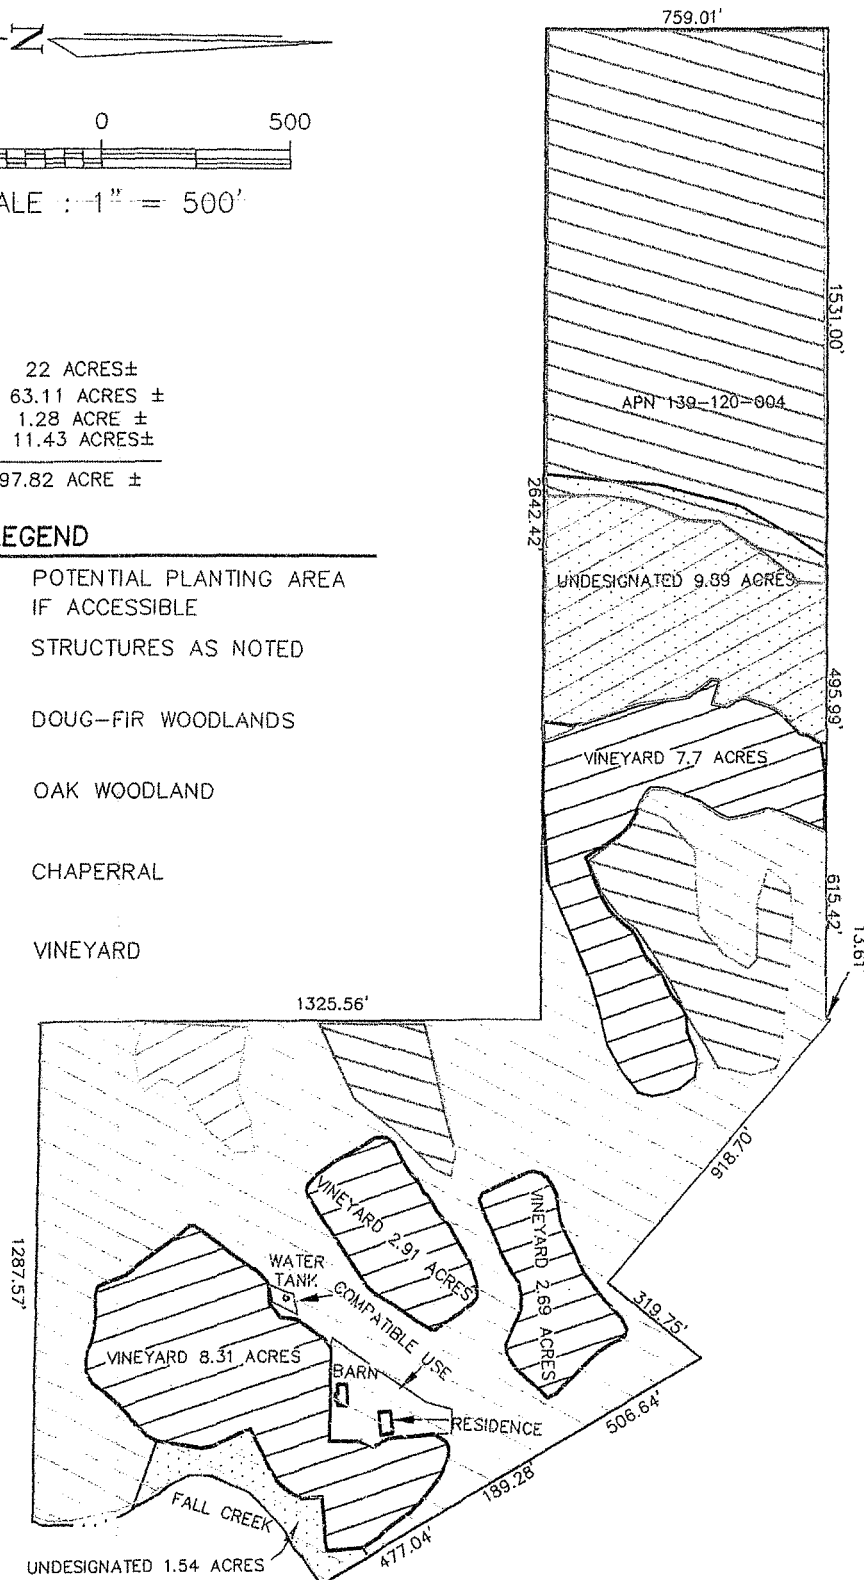 759.01'
N
0 500
ALE : 1" = 500'
1531.00'
22 ACRES±
63.11 ACRES ±
1.28 ACRE ±
11.43 ACRES±
97.82 ACRE ±
APN 139-120-004
2642.42'
LEGEND
POTENTIAL PLANTING AREA
IF ACCESSIBLE
STRUCTURES AS NOTED
DOUG-FIR WOODLANDS
OAK WOODLAND
CHAPERRAL
VINEYARD
UNDESIGNATED 9.89 ACRES
495.99'
VINEYARD 7.7 ACRES
615.42'
13.61'
1325.56'
918.70'
VINEYARD 2.91 ACRES
VINEYARD 2.69 ACRES
1287.57'
WATER
TANK
COMPATIBLE USE
319.75'
VINEYARD 8.31 ACRES
BARN
RESIDENCE
506.64'
189.28'
FALL CREEK
477.04'
UNDESIGNATED 1.54 ACRES